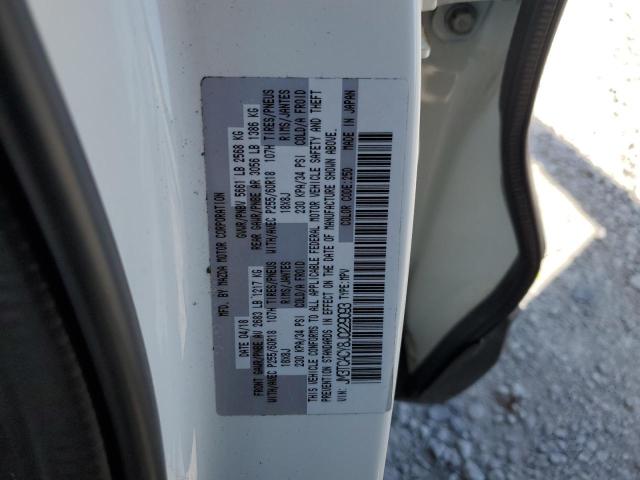 MFD. BY MAZDA MOTOR CORPORATION
04/18 GVWR/PNBV 5661 LB 2568 KG
FRONT GAWR/PNBE AV 2683 LB 1217 KG REAR GAWR/PNBE AR 3056 LB 1386 KG
WITH/AVEC P255/60R18 107H TIRES/PNEUS WITH/AVEC P255/60R18 107H TIRES/PNEUS
18X8J RIMS/JANTES 18X8J RIMS/JANTES
230 KPA/34 PSI COLD/A FROID 230 KPA/34 PSI COLD/A FROID
THIS VEHICLE CONFORMS TO ALL APPLICABLE FEDERAL MOTOR VEHICLE SAFETY AND THEFT
PREVENTION STANDARDS IN EFFECT ON THE DATE OF MANUFACTURE SHOWN ABOVE.
VIN: JM3TCACY8J0229093 TYPE:MPV COLOR CODE:25D MADE IN JAPAN